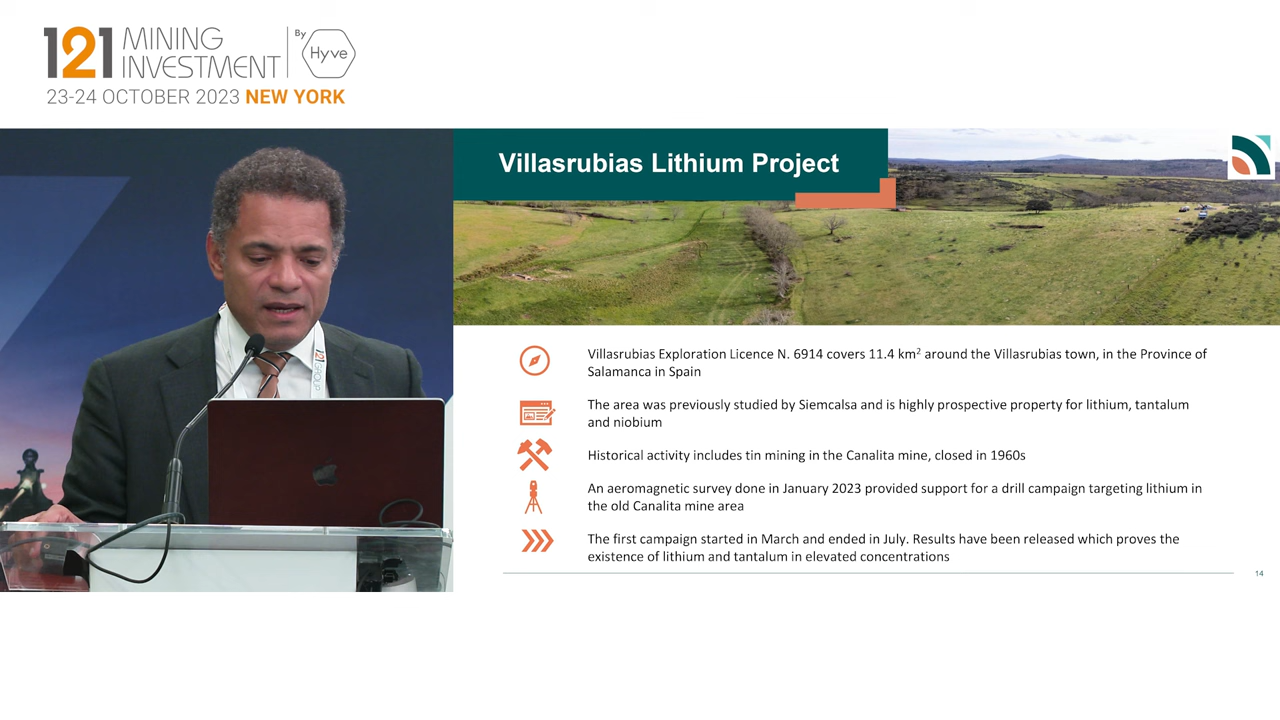 121 MINING INVESTMENT By Hyve
23-24 OCTOBER 2023 NEW YORK
Villasrubias Lithium Project
121 GROUP
Villasrubias Exploration Licence N. 6914 covers 11.4 km² around the Villasrubias town, in the Province of
Salamanca in Spain
The area was previously studied by Siemcalsa and is highly prospective property for lithium, tantalum
and niobium
Historical activity includes tin mining in the Canalita mine, closed in 1960s
An aeromagnetic survey done in January 2023 provided support for a drill campaign targeting lithium in
the old Canalita mine area
The first campaign started in March and ended in July. Results have been released which proves the
existence of lithium and tantalum in elevated concentrations
14